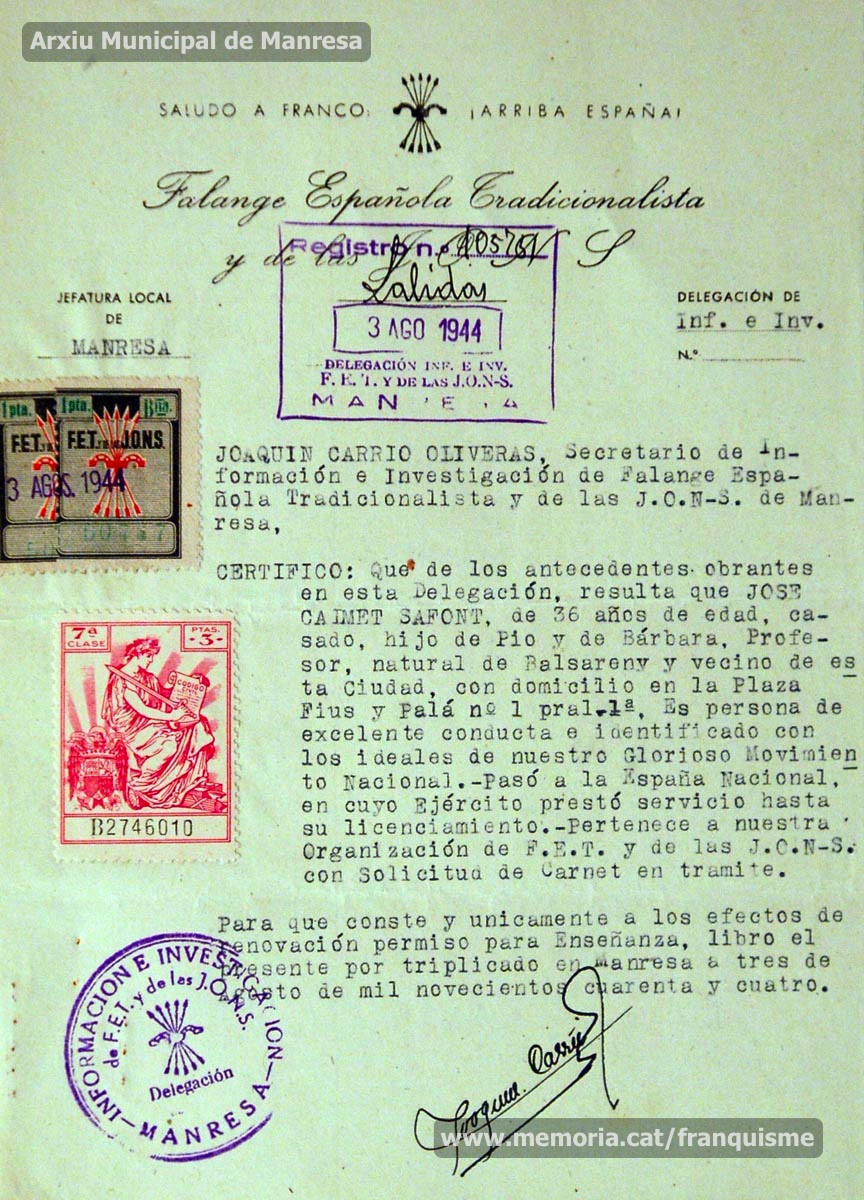 Arxiu Municipal de Manresa
SALUDO A FRANCO: ¡ARRIBA ESPAÑA!
Falange Española Tradicionalista
y de las J. O. N. S
Registro n.º
Salidas
3 AGO 1944
DELEGACIÓN INF. E INV.
F. E. T. Y DE LAS J.O.N-S.
MAN E A
JEFATURA LOCAL
DE
MANRESA
DELEGACIÓN DE
Inf. e Inv.
N.º
1 pta. 1 pta. Bña.
F.E.T. F.E.T. Y DE LAS JONS.
3 AGOS. 1944
JOAQUIN CARRIO OLIVERAS, Secretario de In-
formación e Investigación de Falange Espa-
ñola Tradicionalista y de las J.O.N-S. de Man-
resa,
CERTIFICO: Que de los antecedentes obrantes
en esta Delegación, resulta que JOSE
CAIMET SAFONT, de 36 años de edad, ca-
sado, hijo de Pio y de Bárbara, Profe-
sor, natural de Balsareny y vecino de es
ta Ciudad, con domicilio en la Plaza
Fius y Palá nº 1 pral-1ª, Es persona de
excelente conducta e identificado con
los ideales de nuestro Glorioso Movimien
to Nacional.-Pasó a la España Nacional,
en cuyo Ejército prestó servicio hasta
su licenciamiento.-Pertenece a nuestra
Organización de F.E.T. y de las J.O.N-S.
con Solicitud de Carnet en tramite.
7ª CLASE PTAS. -3-
CODIGO
B2746010
Para que conste y unicamente a los efectos de
renovación permiso para Enseñanza, libro el
presente por triplicado en Manresa a tres de
Agosto de mil novecientos cuarenta y cuatro.
INFORMACION E INVESTIGACION
de F.E.T. y de las J.O.N.S.
Delegación
MANRESA
Joaquin Carrió
www.memoria.cat/franquisme